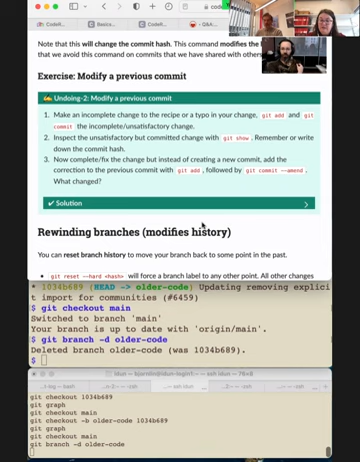 CodeR...
Basics...
CodeR...
- Q&A:...
Note that this will change the commit hash. This command modifies the
that we avoid this command on commits that we have shared with others
Exercise: Modify a previous commit
Undoing-2: Modify a previous commit
1. Make an incomplete change to the recipe or a typo in your change, git add and git
commit the incomplete/unsatisfactory change.
2. Inspect the unsatisfactory but committed change with git show . Remember or write
down the commit hash.
3. Now complete/fix the change but instead of creating a new commit, add the
correction to the previous commit with git add , followed by git commit --amend .
What changed?
✔ Solution
Rewinding branches (modifies history)
You can reset branch history to move your branch back to some point in the past.
• git reset --hard <hash> will force a branch label to any other point. All other changes
* 1034b689 (HEAD -> older-code) Updating removing explici
t import for communities (#6459)
$ git checkout main
Switched to branch 'main'
Your branch is up to date with 'origin/main'.
$ git branch -d older-code
Deleted branch older-code (was 1034b689).
$
git checkout 1034b689
git graph
git checkout main
git checkout -b older-code 1034b689
git graph
git checkout main
git branch -d older-code